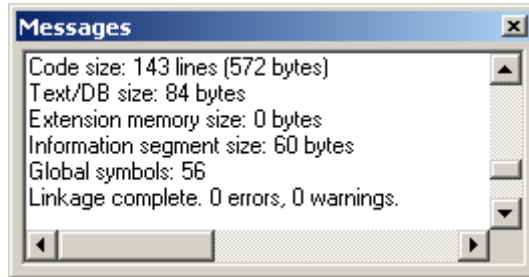 Messages
Code size: 143 lines (572 bytes)
Text/DB size: 84 bytes
Extension memory size: 0 bytes
Information segment size: 60 bytes
Global symbols: 56
Linkage complete. 0 errors, 0 warnings.